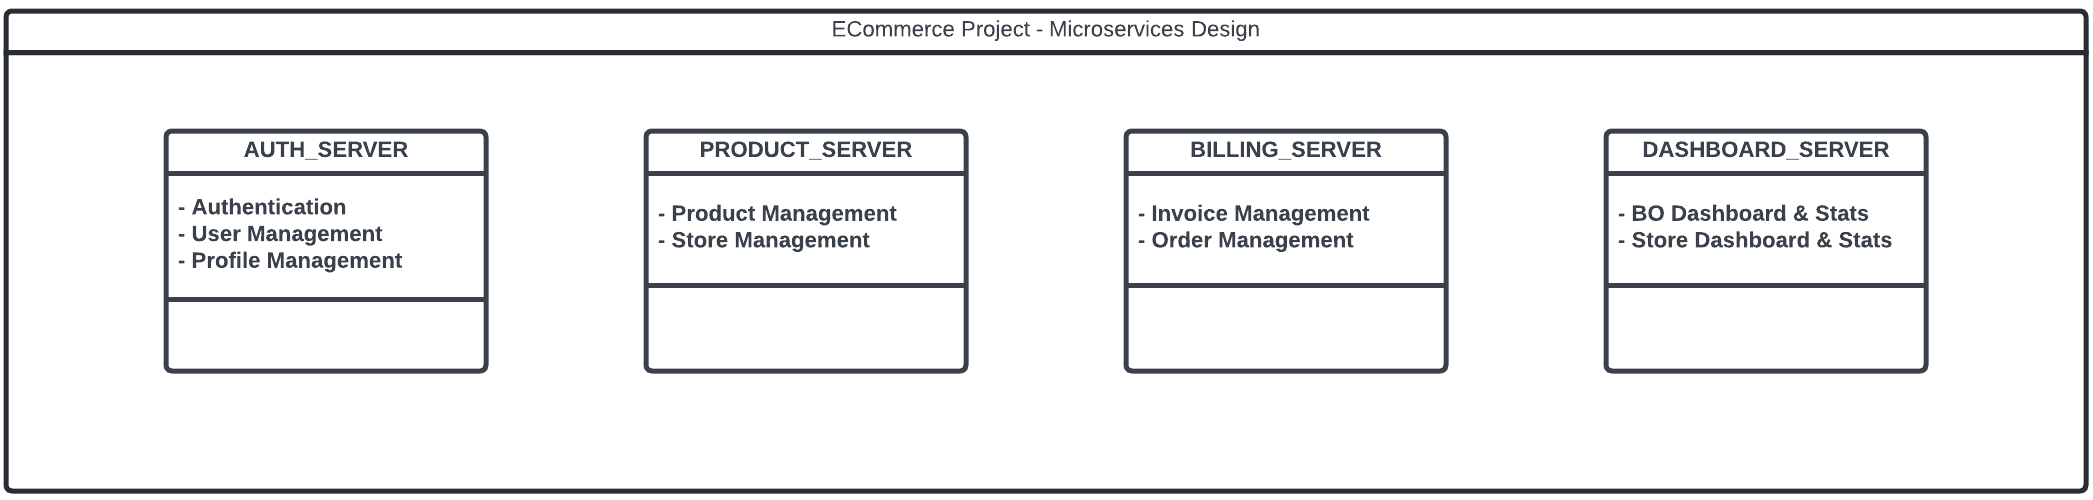 ECommerce Project - Microservices Design
AUTH_SERVER
- Authentication
- User Management
- Profile Management
PRODUCT_SERVER
- Product Management
- Store Management
BILLING_SERVER
- Invoice Management
- Order Management
DASHBOARD_SERVER
- BO Dashboard & Stats
- Store Dashboard & Stats